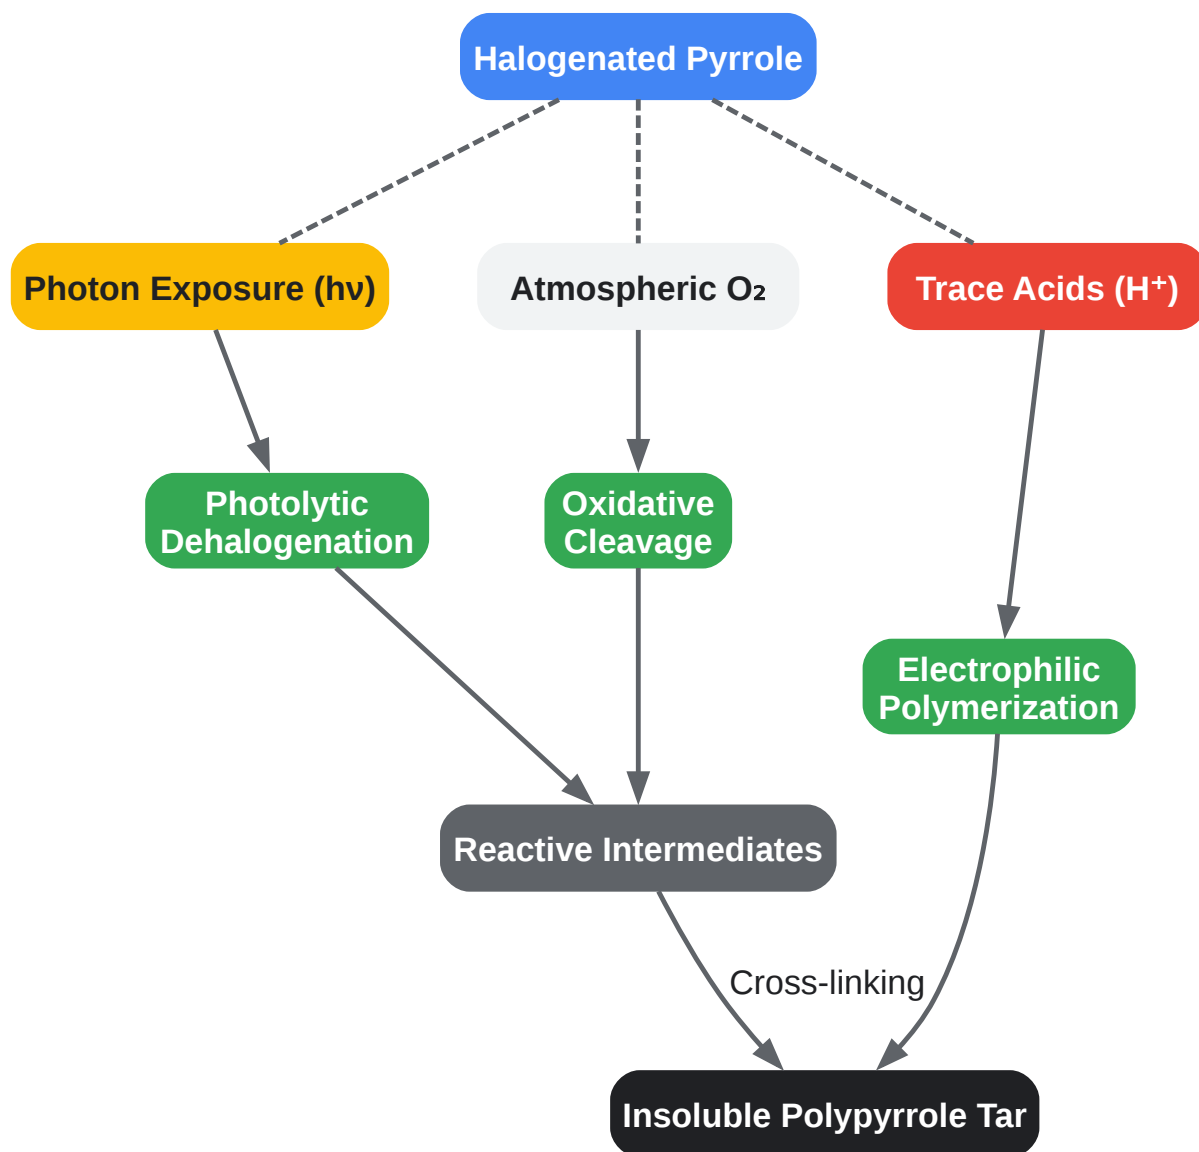 Halogenated Pyrrole
Photon Exposure (hν)
Atmospheric O₂
Trace Acids (H⁺)
Photolytic
Dehalogenation
Oxidative
Cleavage
Electrophilic
Polymerization
Reactive Intermediates
Cross-linking
Insoluble Polypyrrole Tar